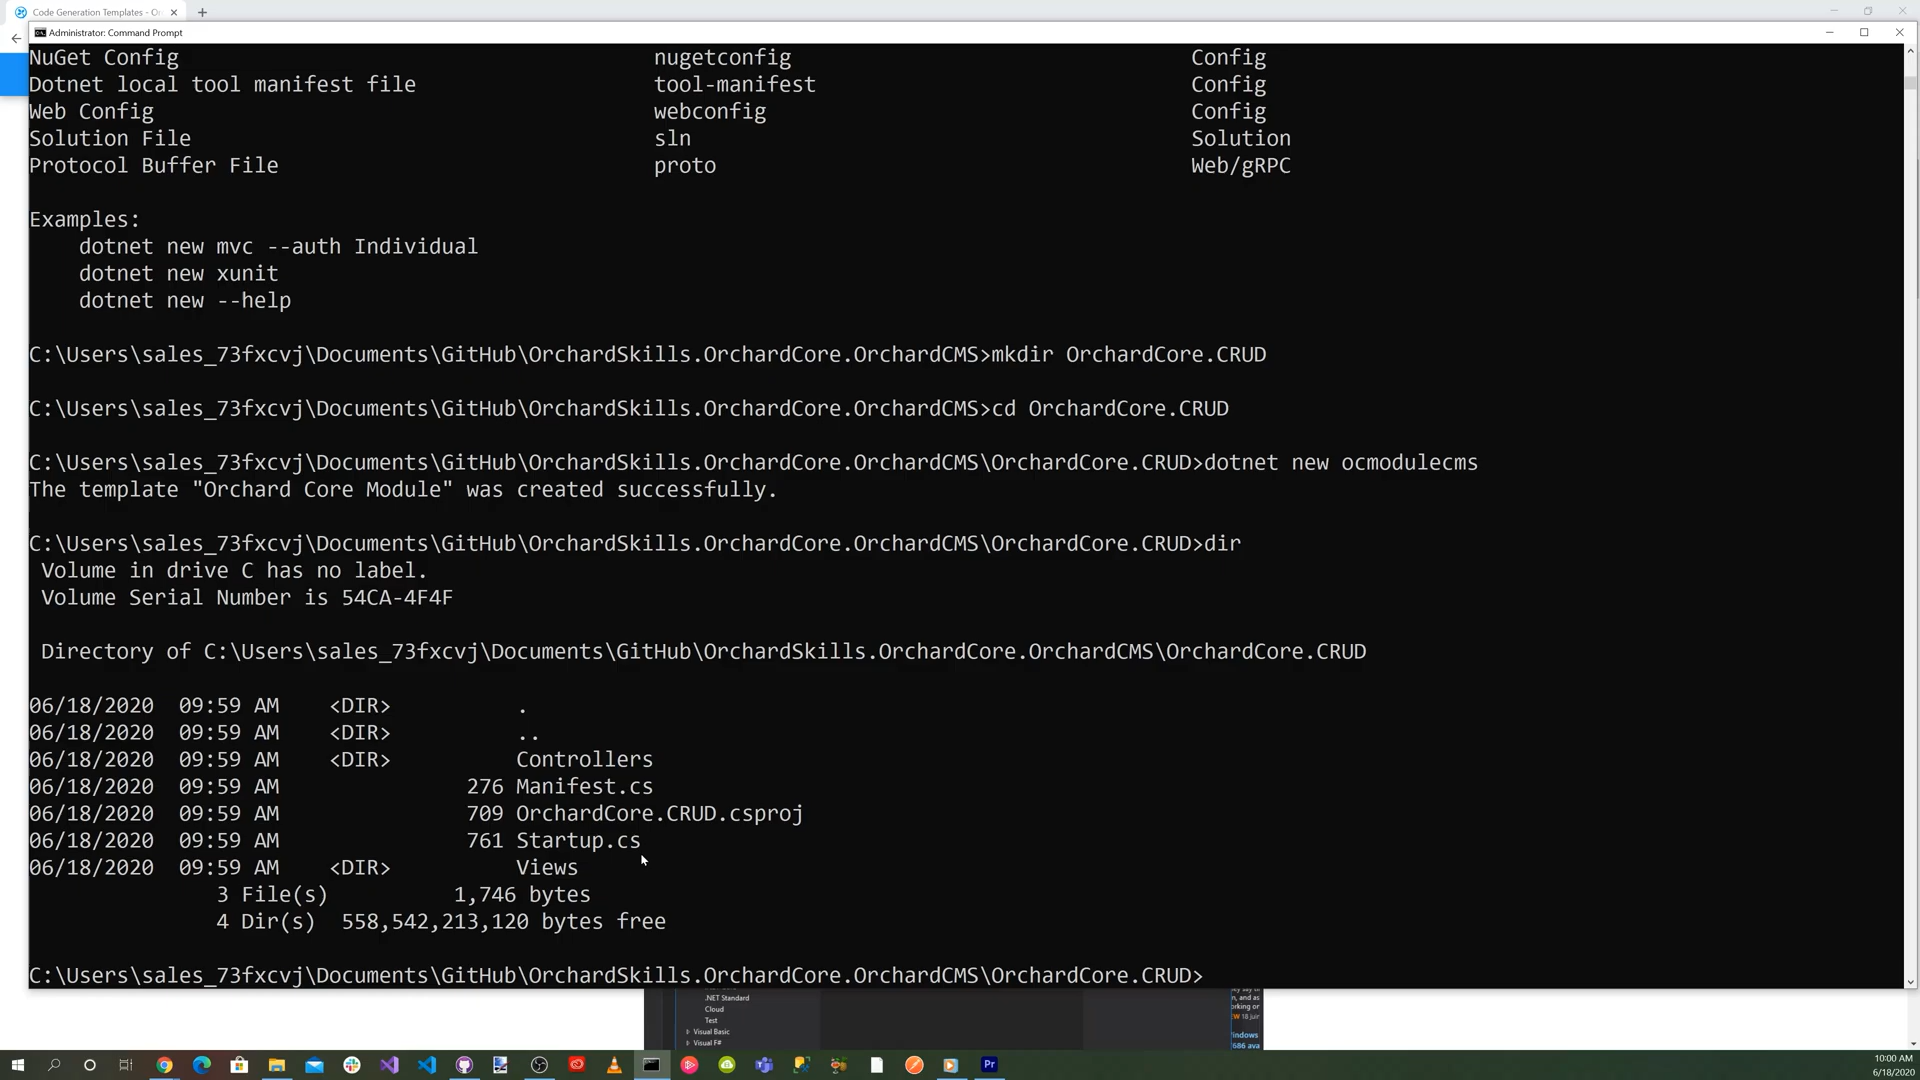 Code Generation Templates - Or
Administrator: Command Prompt
NuGet Config nugetconfig Config
Dotnet local tool manifest file tool-manifest Config
Web Config webconfig Config
Solution File sln Solution
Protocol Buffer File proto Web/gRPC
Examples:
dotnet new mvc --auth Individual
dotnet new xunit
dotnet new --help
C:\Users\sales_73fxcvj\Documents\GitHub\OrchardSkills.OrchardCore.OrchardCMS>mkdir OrchardCore.CRUD
C:\Users\sales_73fxcvj\Documents\GitHub\OrchardSkills.OrchardCore.OrchardCMS>cd OrchardCore.CRUD
C:\Users\sales_73fxcvj\Documents\GitHub\OrchardSkills.OrchardCore.OrchardCMS\OrchardCore.CRUD>dotnet new ocmodulecms
The template "Orchard Core Module" was created successfully.
C:\Users\sales_73fxcvj\Documents\GitHub\OrchardSkills.OrchardCore.OrchardCMS\OrchardCore.CRUD>dir
Volume in drive C has no label.
Volume Serial Number is 54CA-4F4F
Directory of C:\Users\sales_73fxcvj\Documents\GitHub\OrchardSkills.OrchardCore.OrchardCMS\OrchardCore.CRUD
06/18/2020 09:59 AM <DIR> .
06/18/2020 09:59 AM <DIR> ..
06/18/2020 09:59 AM <DIR> Controllers
06/18/2020 09:59 AM 276 Manifest.cs
06/18/2020 09:59 AM 709 OrchardCore.CRUD.csproj
06/18/2020 09:59 AM 761 Startup.cs
06/18/2020 09:59 AM <DIR> Views
3 File(s) 1,746 bytes
4 Dir(s) 558,542,213,120 bytes free
C:\Users\sales_73fxcvj\Documents\GitHub\OrchardSkills.OrchardCore.OrchardCMS\OrchardCore.CRUD>
.NET Standard
Cloud
Test
Visual Basic
Visual F#
Pr
10:00 AM
6/18/2020